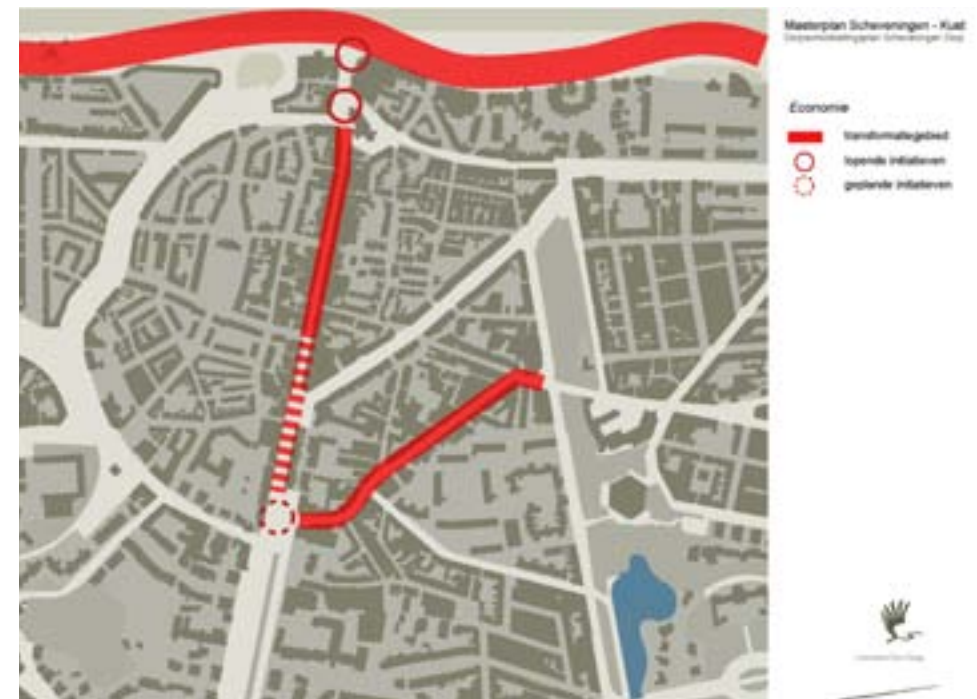 Masterplan Scheveningen - Kust
Economie
transformatiegebied
lopende initiatieven
geplande initiatieven